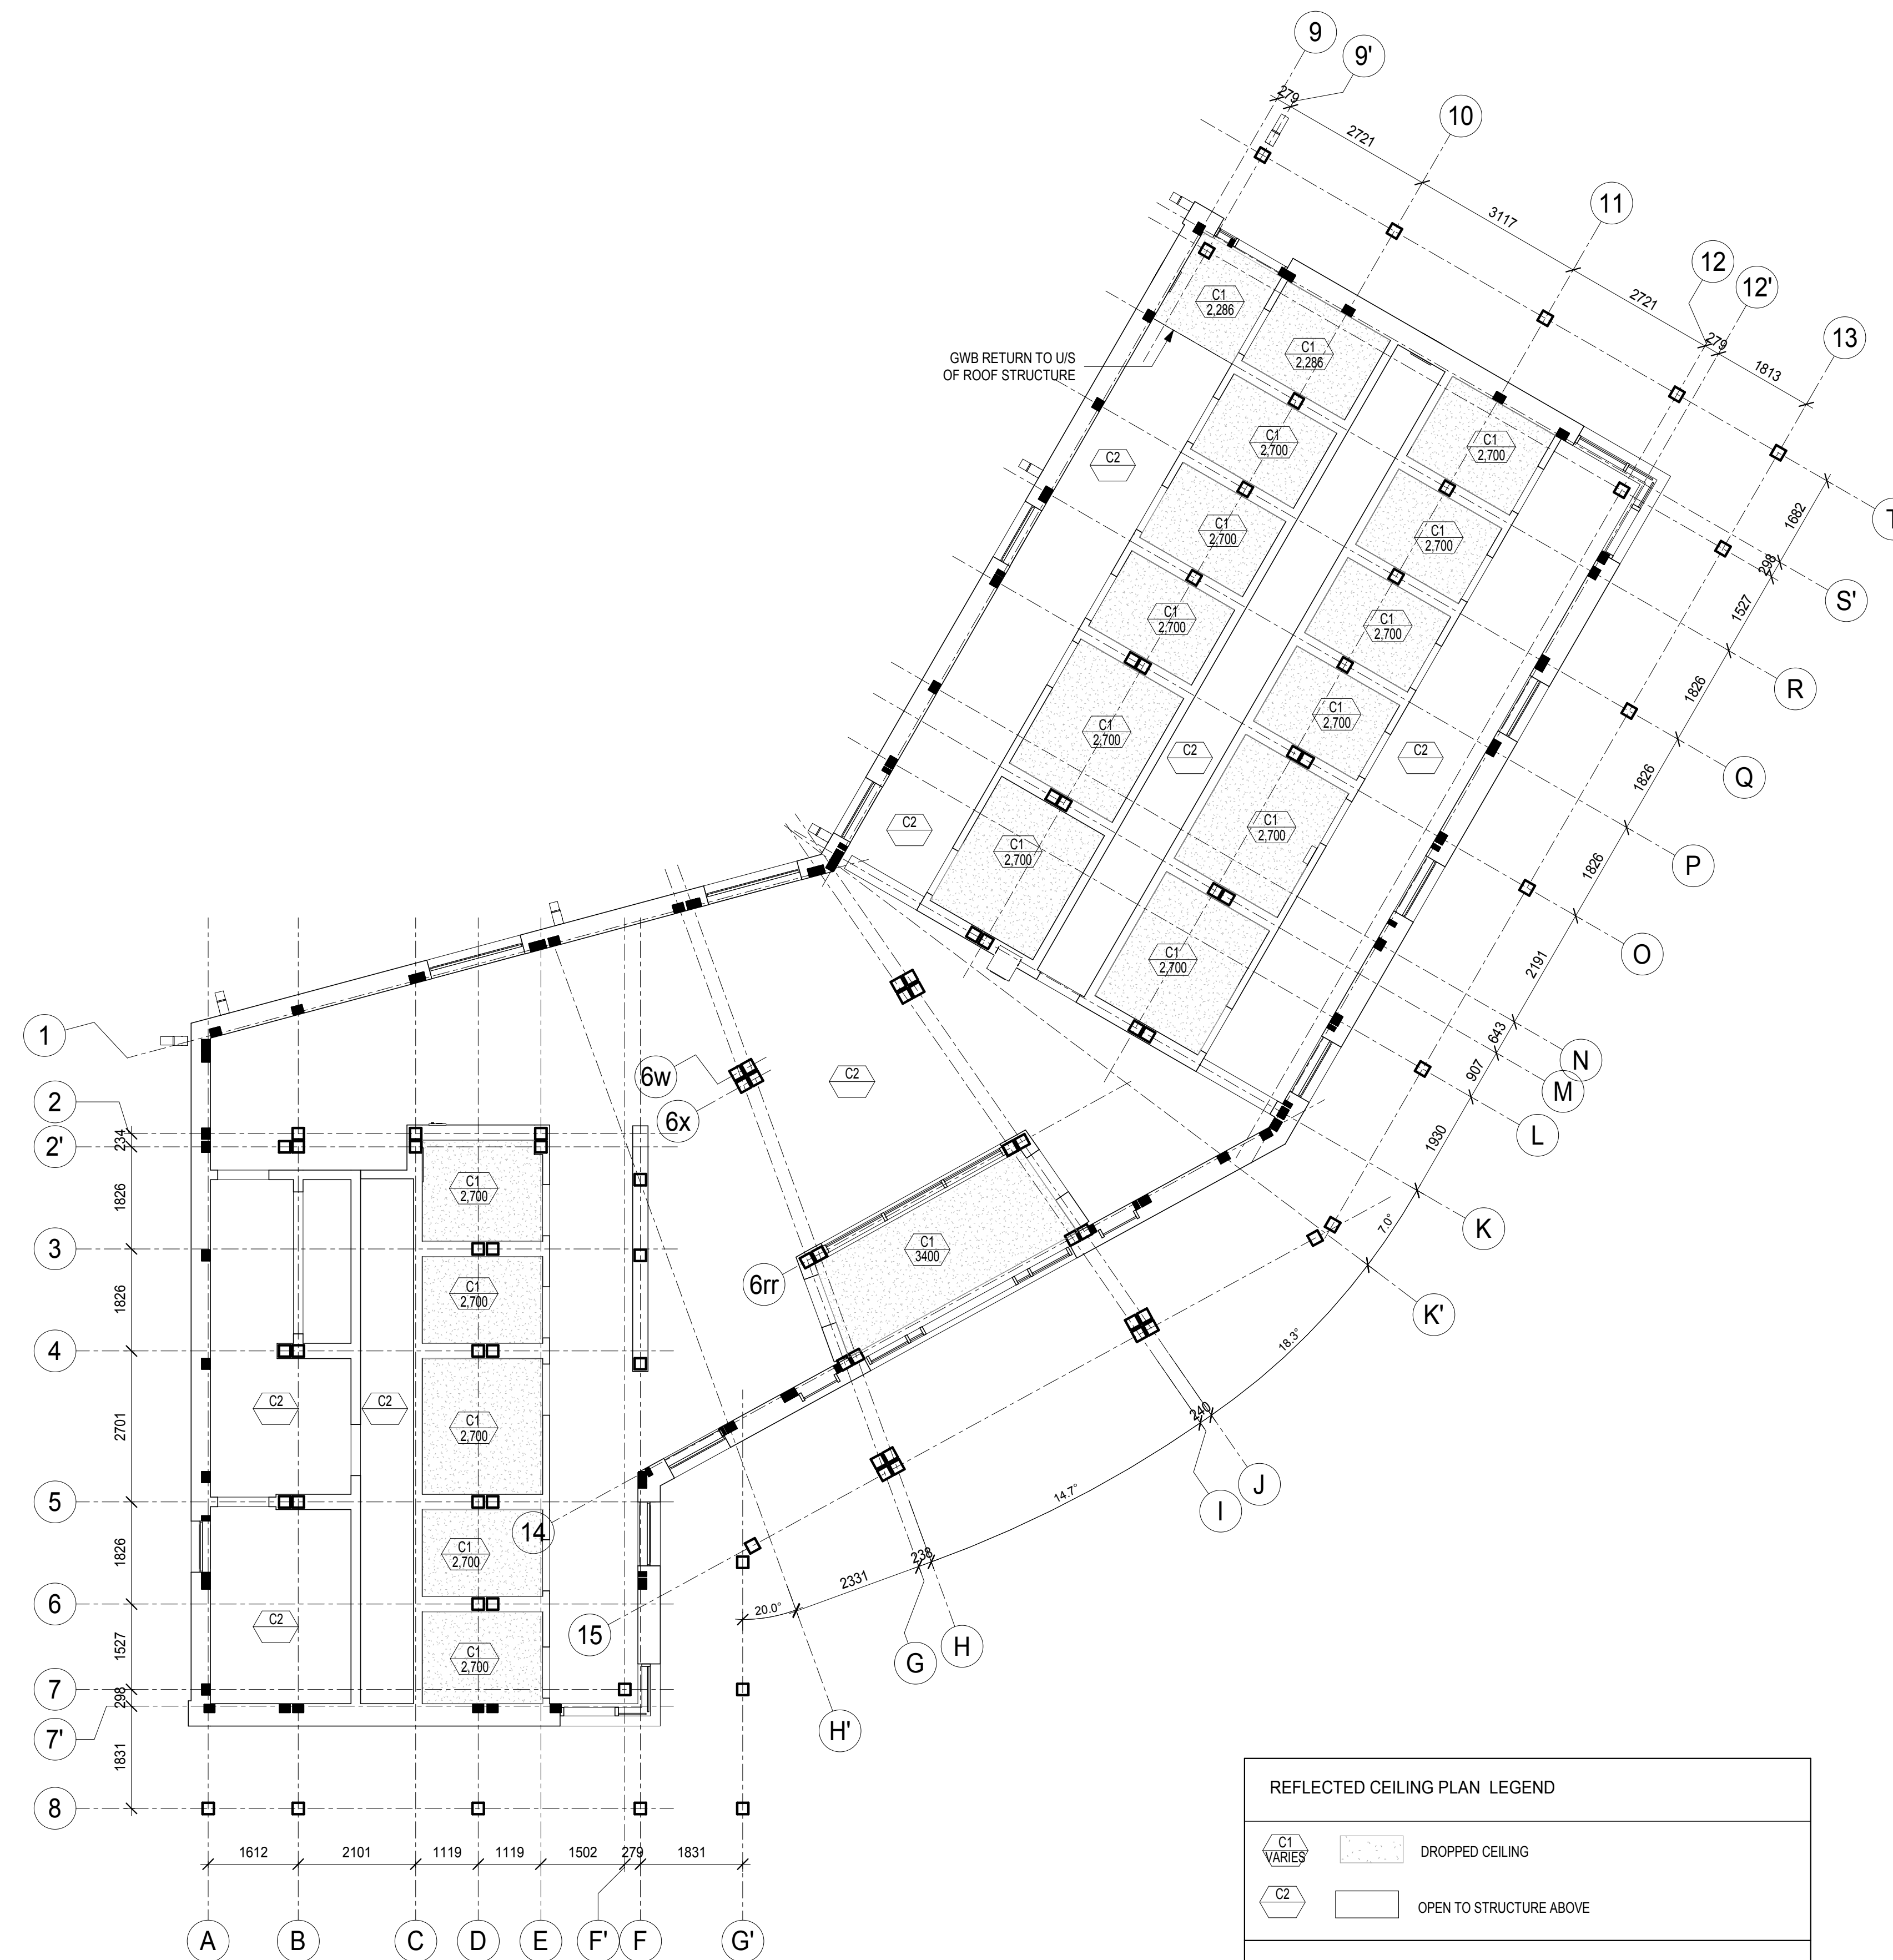 9
9'
10
11
12
12'
13
279
2721
3117
2721
279
1813
T
S'
R
Q
P
O
N
M
L
K
K'
J
I
H
G
H'
1682
298
1527
1826
1826
1826
2191
643
907
1930
7.0°
18.3°
240
14.7°
238
2331
20.0°
GWB RETURN TO U/S
OF ROOF STRUCTURE
C1
2,286
C1
2,286
C1
2,700
C1
2,700
C1
2,700
C1
2,700
C1
2,700
C1
2,700
C1
2,700
C1
2,700
C1
2,700
C1
2,700
C1
2,700
C2
C2
C2
C2
C2
C1
3400
6w
6x
6rr
14
15
1
2
2'
3
4
5
6
7
7'
8
234
1826
1826
2701
1826
1527
298
1831
C1
2,700
C1
2,700
C1
2,700
C1
2,700
C1
2,700
C2
C2
C2
1612
2101
1119
1119
1502
279
1831
A
B
C
D
E
F'
F
G'
REFLECTED CEILING PLAN LEGEND
C1
VARIES
DROPPED CEILING
C2
OPEN TO STRUCTURE ABOVE